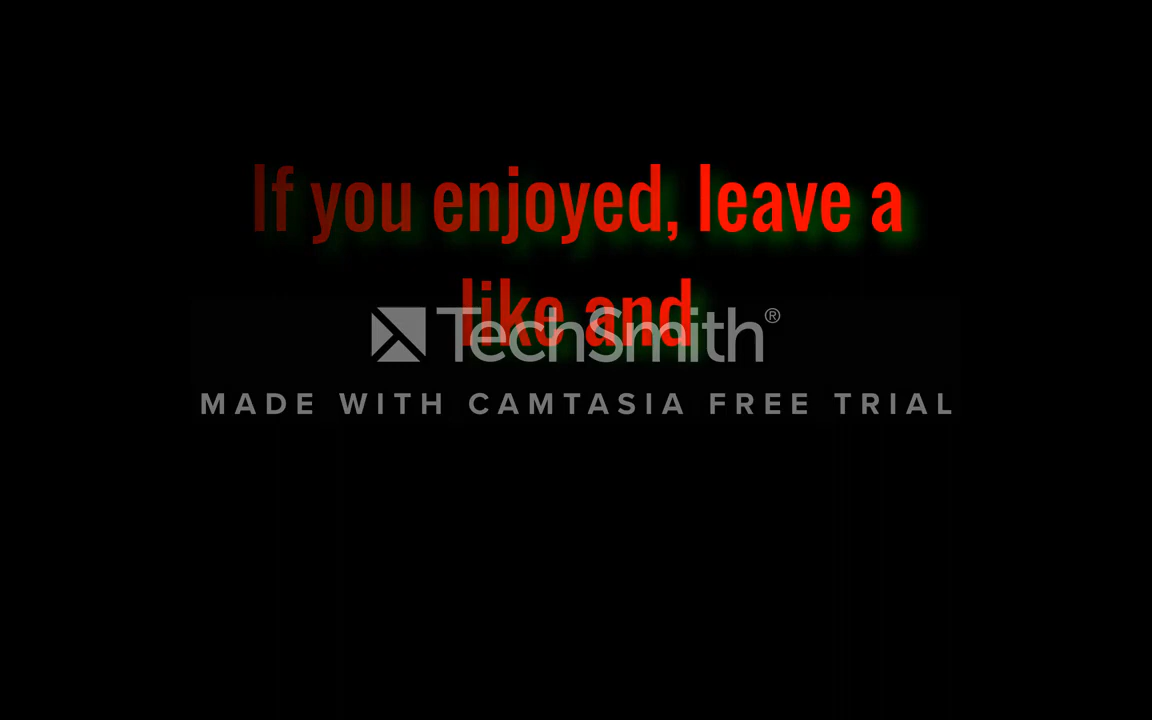 If you enjoyed, leave a
like and
TechSmith®
MADE WITH CAMTASIA FREE TRIAL